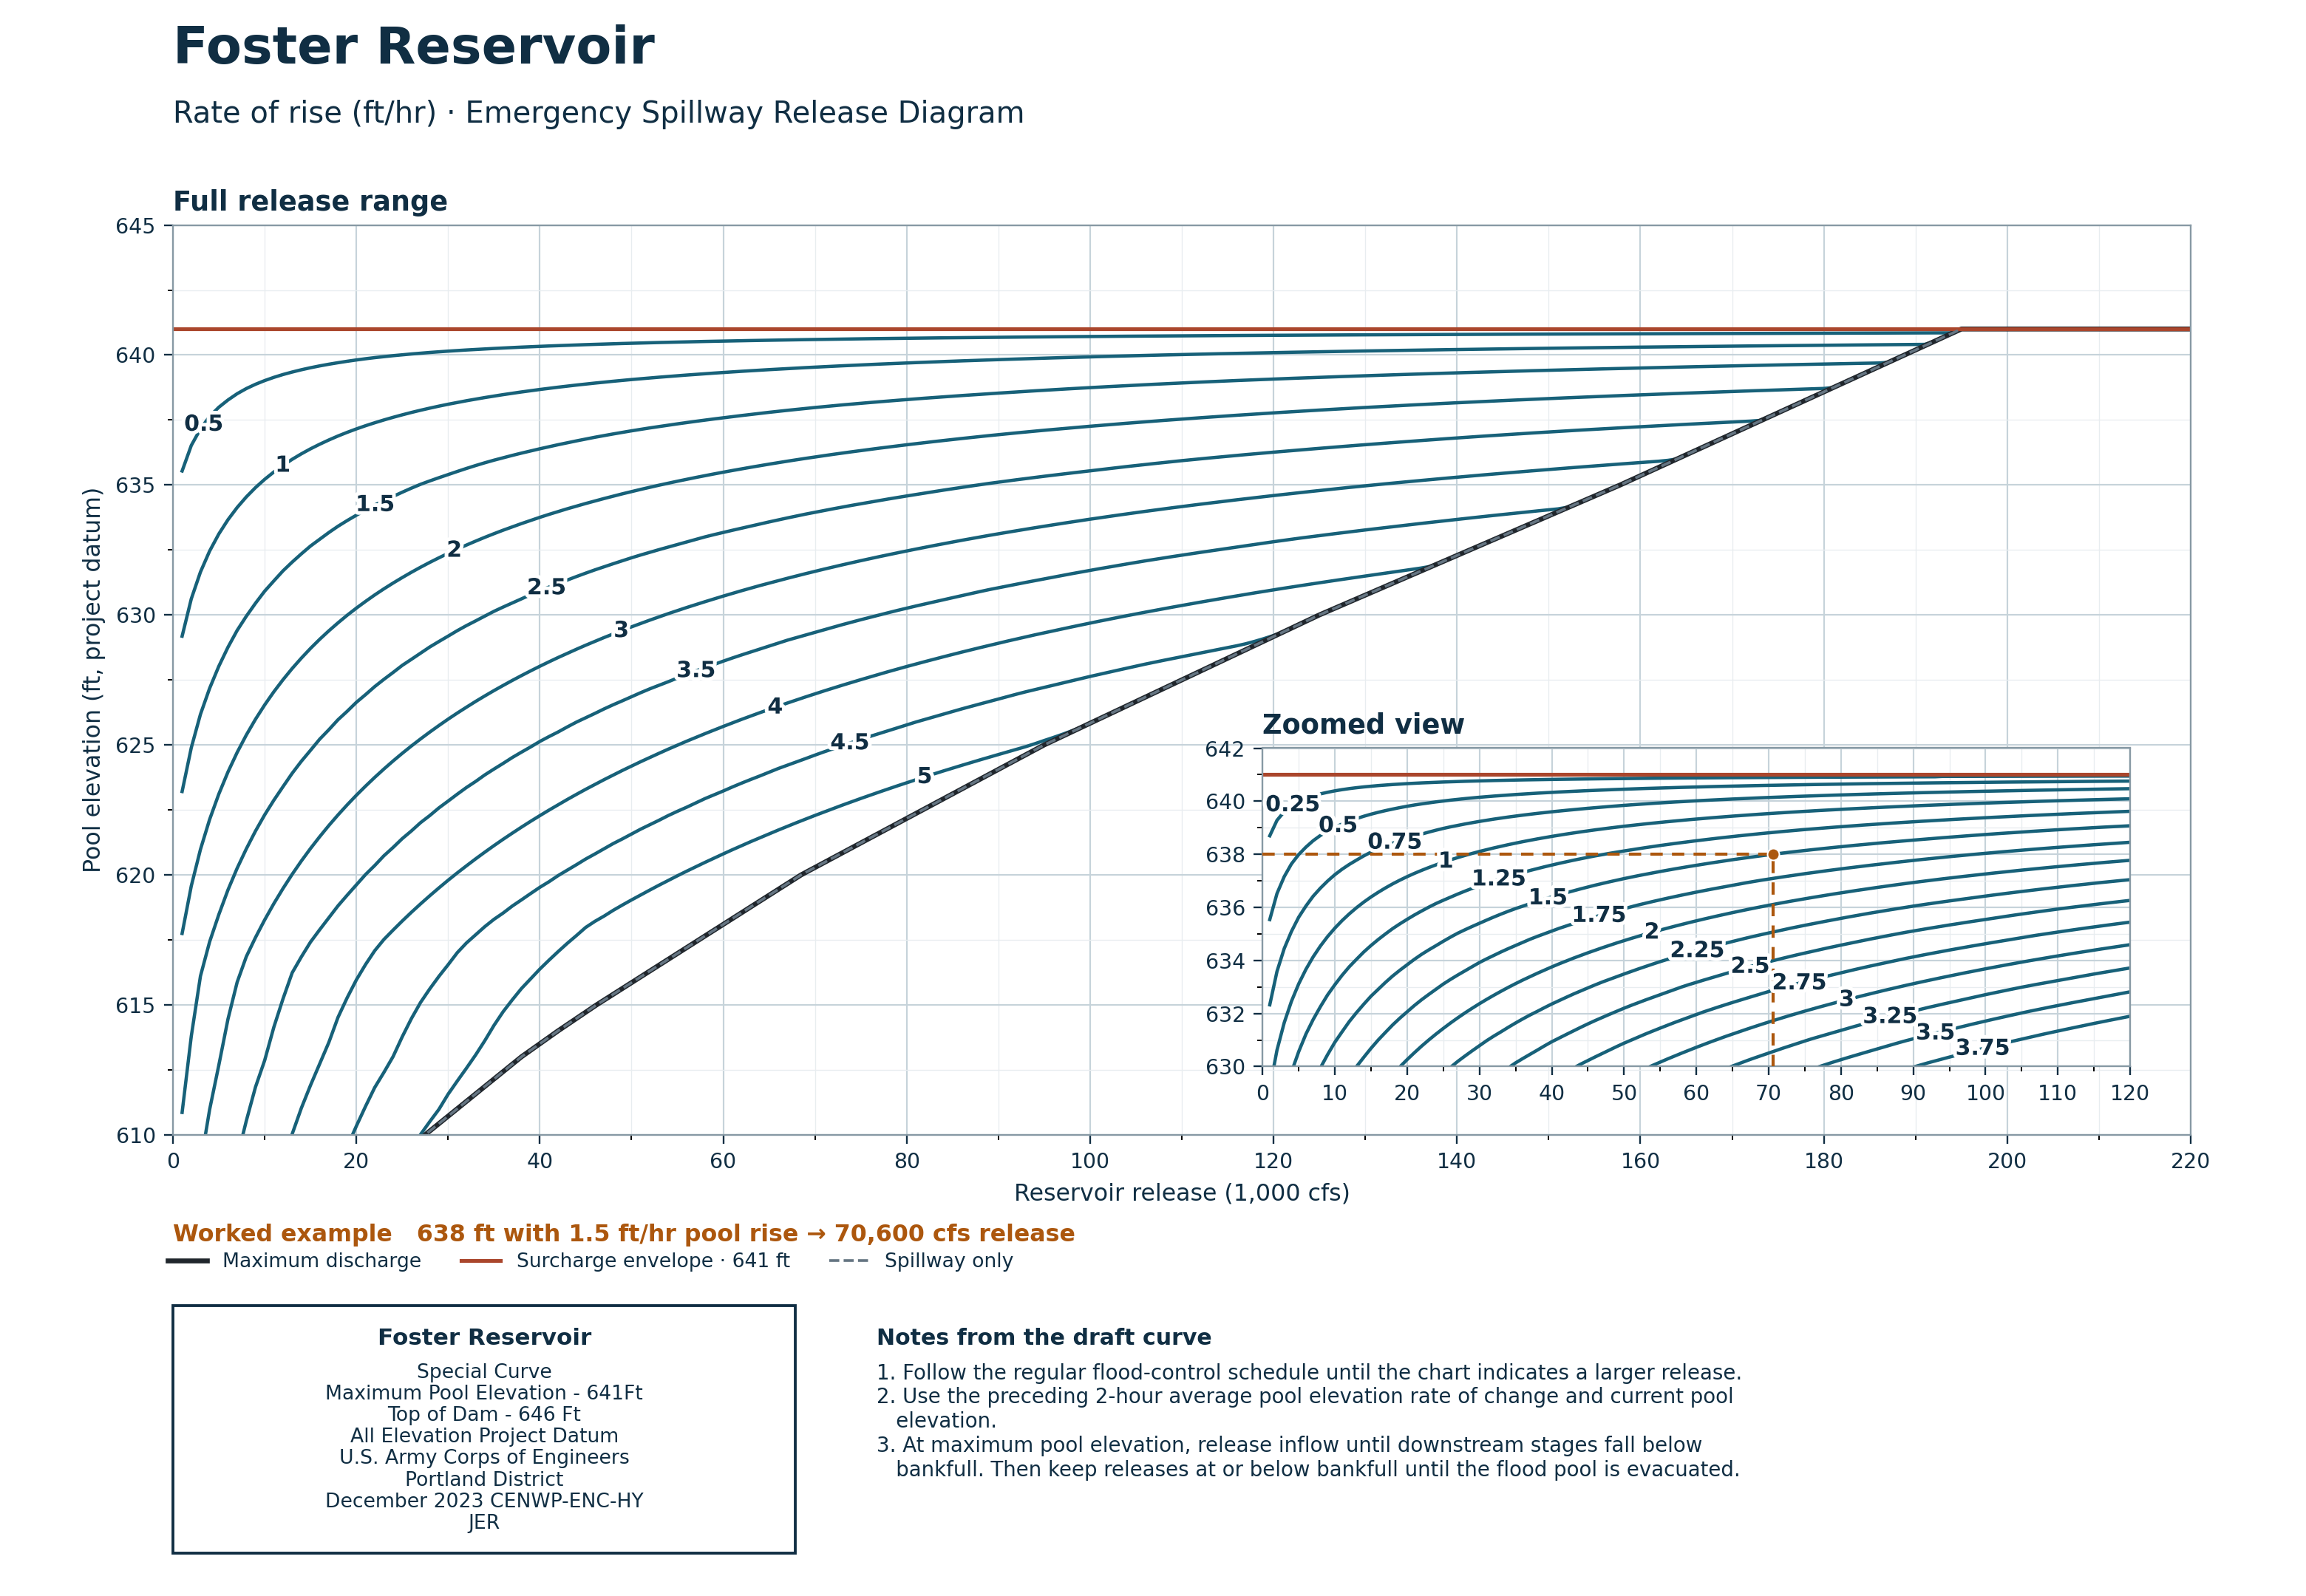 Foster Reservoir
Rate of rise (ft/hr) · Emergency Spillway Release Diagram
Full release range
645
640
635
630
625
620
615
610
Pool elevation (ft, project datum)
0.5
1
1.5
2
2.5
3
3.5
4
4.5
5
Zoomed view
642
640
638
636
634
632
630
0.25
0.5
0.75
1
1.25
1.5
1.75
2
2.25
2.5
2.75
3
3.25
3.5
3.75
0 10 20 30 40 50 60 70 80 90 100 110 120
0 20 40 60 80 100 120 140 160 180 200 220
Reservoir release (1,000 cfs)
Worked example 638 ft with 1.5 ft/hr pool rise → 70,600 cfs release
Maximum discharge Surcharge envelope · 641 ft Spillway only
Foster Reservoir
Special Curve
Maximum Pool Elevation - 641Ft
Top of Dam - 646 Ft
All Elevation Project Datum
U.S. Army Corps of Engineers
Portland District
December 2023 CENWP-ENC-HY
JER
Notes from the draft curve
1. Follow the regular flood-control schedule until the chart indicates a larger release.
2. Use the preceding 2-hour average pool elevation rate of change and current pool
elevation.
3. At maximum pool elevation, release inflow until downstream stages fall below
bankfull. Then keep releases at or below bankfull until the flood pool is evacuated.